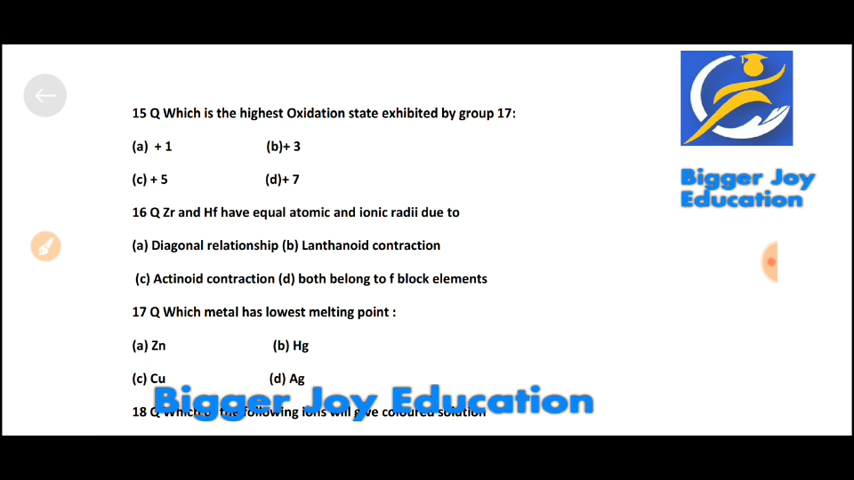 15 Q Which is the highest Oxidation state exhibited by group 17:
(a) + 1 (b)+ 3
(c) + 5 (d)+ 7
16 Q Zr and Hf have equal atomic and ionic radii due to
(a) Diagonal relationship (b) Lanthanoid contraction
(c) Actinoid contraction (d) both belong to f block elements
17 Q Which metal has lowest melting point :
(a) Zn (b) Hg
(c) Cu (d) Ag
18 Q Which of the following ions will give coloured solution
Bigger Joy Education
Bigger Joy
Education